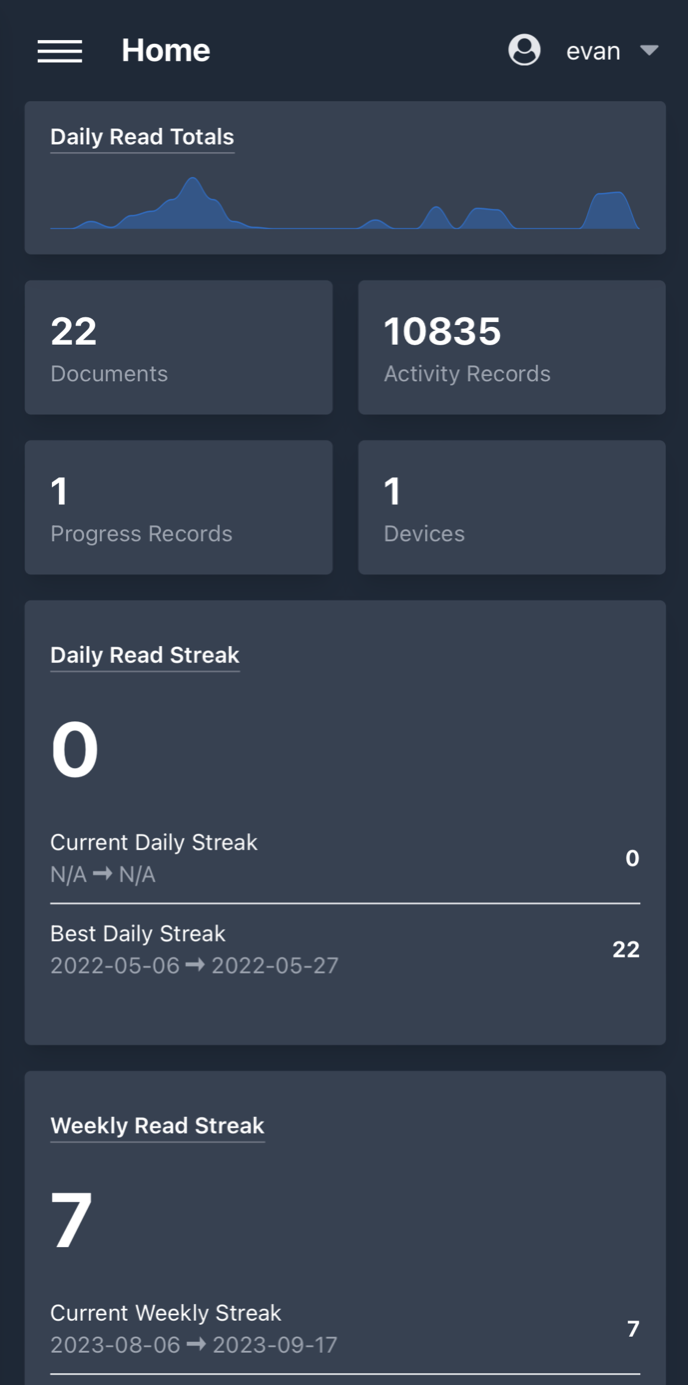 Home
evan
Daily Read Totals
22
Documents
10835
Activity Records
1
Progress Records
1
Devices
Daily Read Streak
0
Current Daily Streak
N/A ➞ N/A
0
Best Daily Streak
2022-05-06 ➞ 2022-05-27
22
Weekly Read Streak
7
Current Weekly Streak
2023-08-06 ➞ 2023-09-17
7